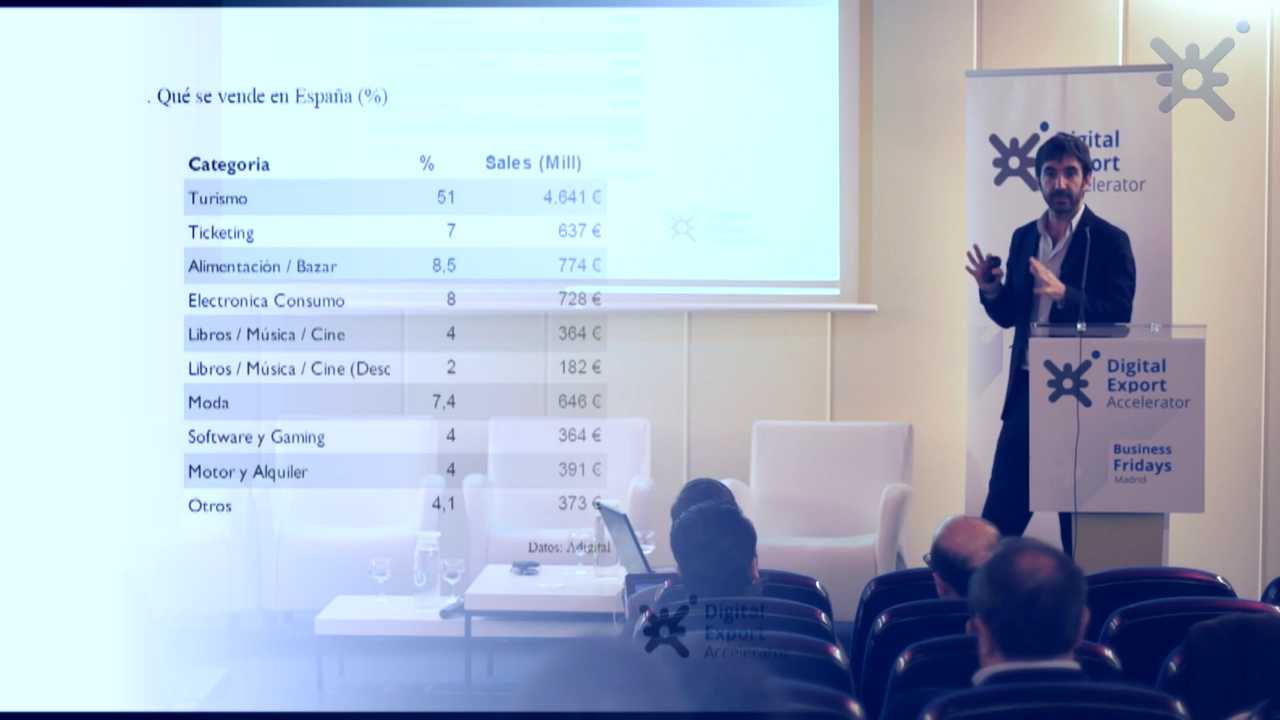 . Qué se vende en España (%)
Categoria % Sales (Mill)
Turismo 51 4.641 €
Ticketing 7 637 €
Alimentación / Bazar 8,5 774 €
Electronica Consumo 8 728 €
Libros / Música / Cine 4 364 €
Libros / Música / Cine (Desc 2 182 €
Moda 7,4 646 €
Software y Gaming 4 364 €
Motor y Alquiler 4 391 €
Otros 4,1 373 €
Datos: Adigital
Digital
Export
Accelerator
Business
Fridays
Madrid
Digital
Export
Accelerator